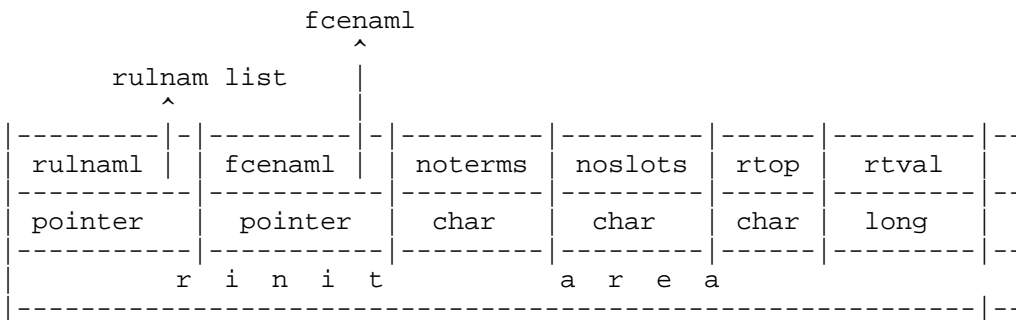 fcenaml
rulnam list
rulnaml fcenaml noterms noslots rtop rtval
pointer pointer char char char long
r i n i t a r e a